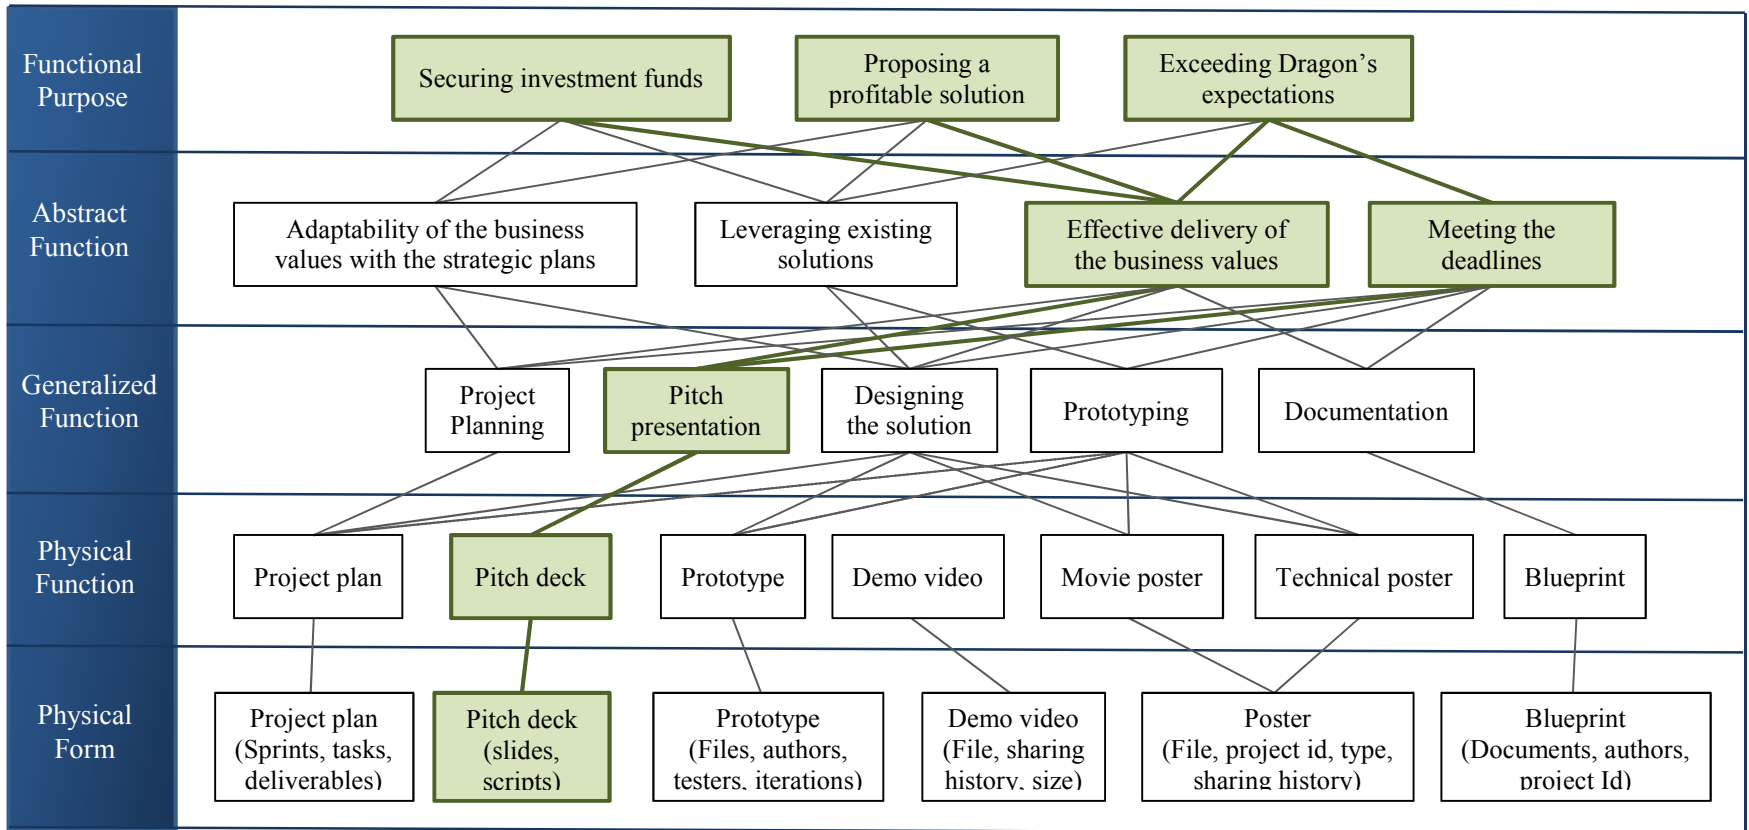 Functional
Purpose
Securing investment funds
Proposing a
profitable solution
Exceeding Dragon’s
expectations
Abstract
Function
Adaptability of the business
values with the strategic plans
Leveraging existing
solutions
Effective delivery of
the business values
Meeting the
deadlines
Generalized
Function
Project
Planning
Pitch
presentation
Designing
the solution
Prototyping
Documentation
Physical
Function
Project plan
Pitch deck
Prototype
Demo video
Movie poster
Technical poster
Blueprint
Physical
Form
Project plan
(Sprints, tasks,
deliverables)
Pitch deck
(slides,
scripts)
Prototype
(Files, authors,
testers, iterations)
Demo video
(File, sharing
history, size)
Poster
(File, project id, type,
sharing history)
Blueprint
(Documents, authors,
project Id)